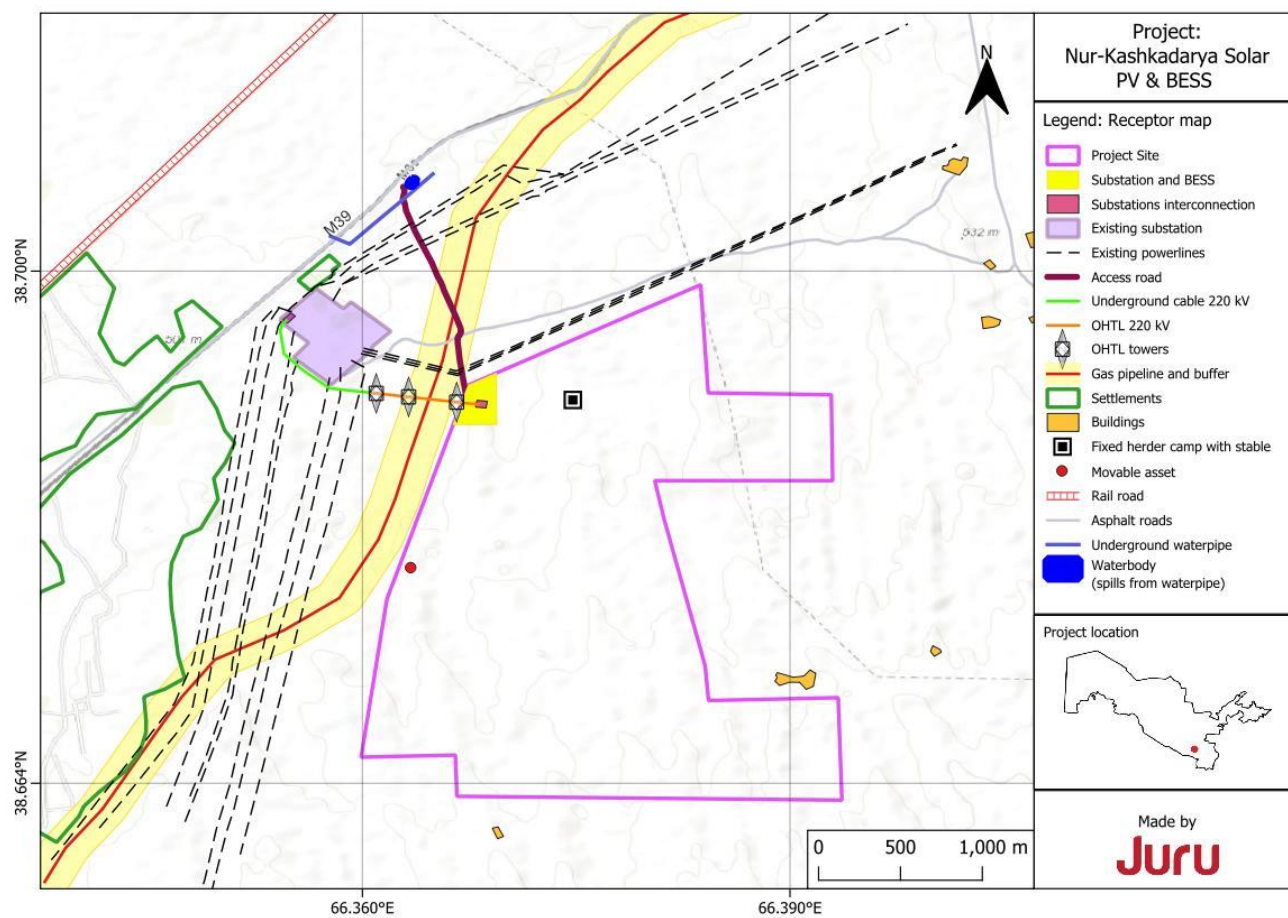 Project:
Nur-Kashkadarya Solar
PV & BESS
N
Legend: Receptor map
Project Site
Substation and BESS
Substations interconnection
Existing substation
Existing powerlines
Access road
Underground cable 220 kV
OHTL 220 kV
OHTL towers
Gas pipeline and buffer
Settlements
Buildings
Fixed herder camp with stable
Movable asset
Rail road
Asphalt roads
Underground waterpipe
Waterbody
(spills from waterpipe)
Project location
Made by
Juru
M39
532 m
38.700°N
38.664°N
0 500 1,000 m
66.360°E 66.390°E